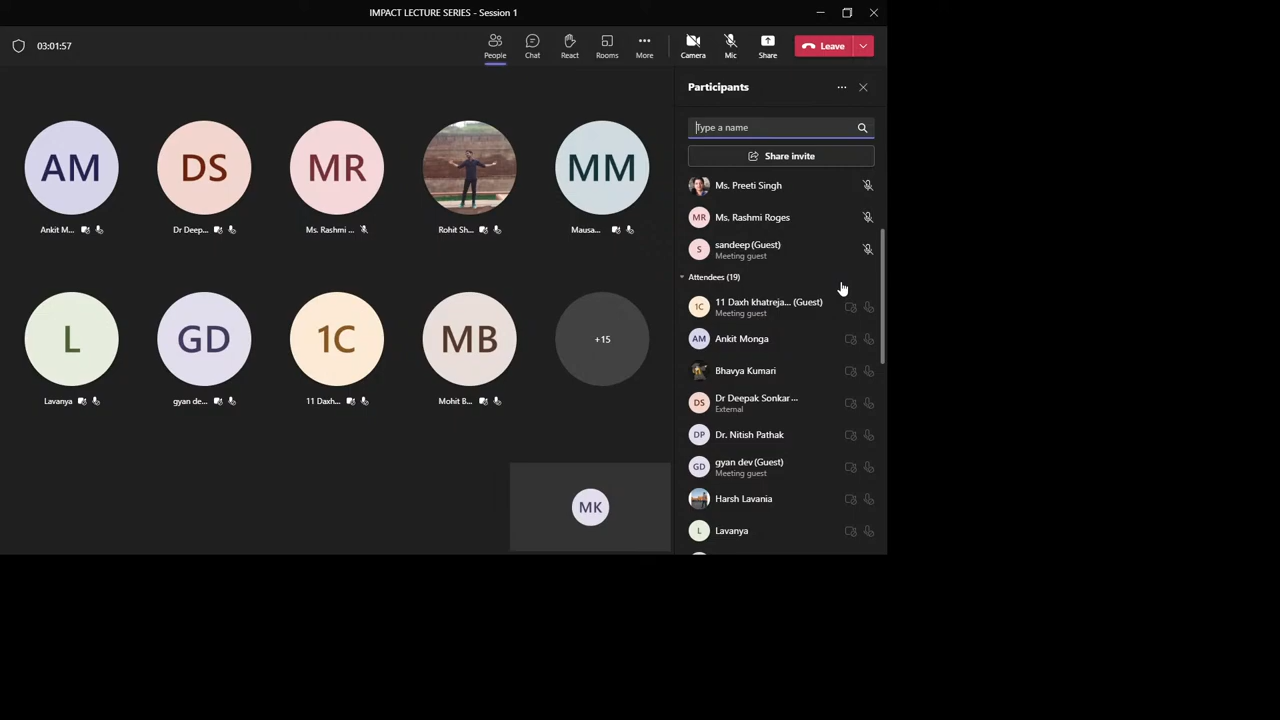 IMPACT LECTURE SERIES - Session 1
03:01:57
People
Chat
React
Rooms
More
Camera
Mic
Share
Leave
AM
DS
MR
MM
Ankit M...
Dr Deep...
Ms. Rashmi ...
Rohit Sh...
Mausa...
L
GD
1C
MB
+15
Lavanya
gyan de...
11 Daxh...
Mohit B...
MK
Participants
Type a name
Share invite
Ms. Preeti Singh
MR
Ms. Rashmi Roges
S
sandeep (Guest)
Meeting guest
Attendees (19)
1C
11 Daxh khatreja... (Guest)
Meeting guest
AM
Ankit Monga
Bhavya Kumari
DS
Dr Deepak Sonkar ...
External
DP
Dr. Nitish Pathak
GD
gyan dev (Guest)
Meeting guest
Harsh Lavania
L
Lavanya